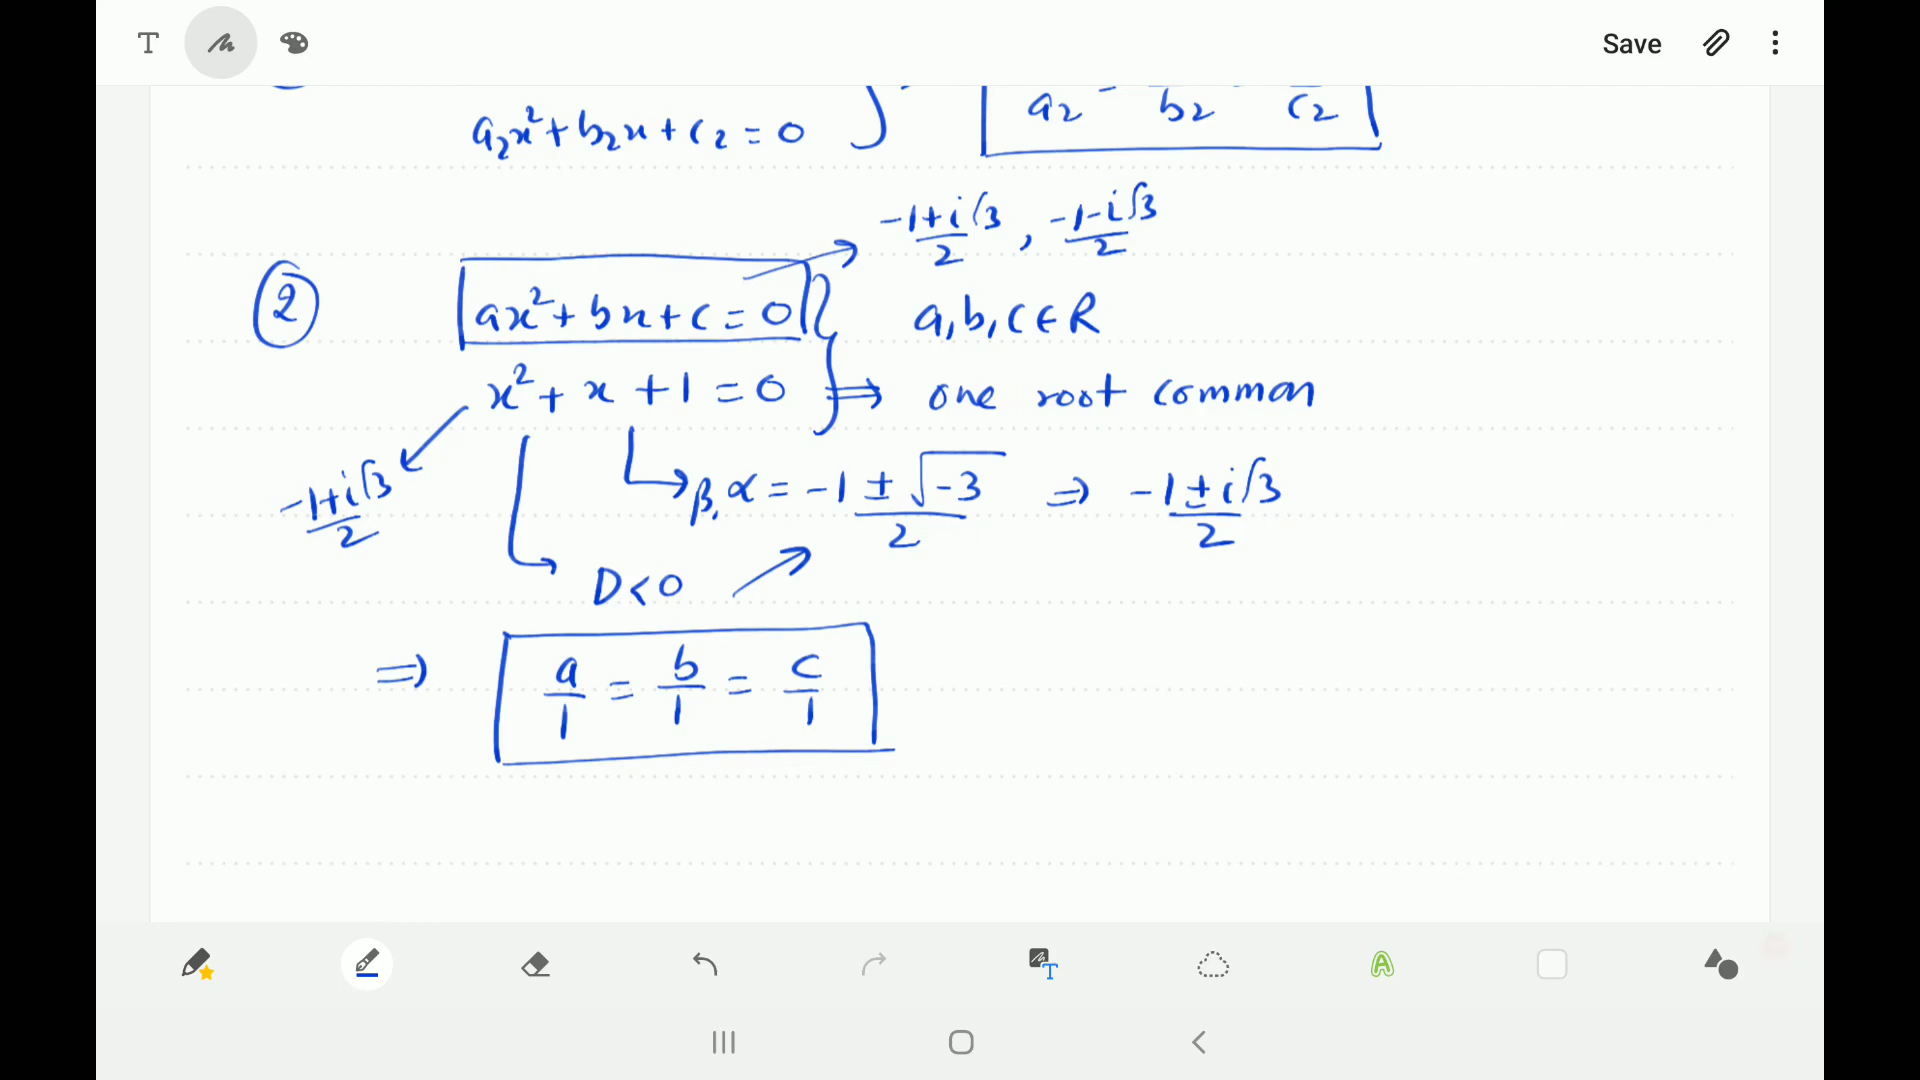 T Save
a₂x²+b₂x+c₂=0 a₂ = b₂ c₂
-1+i√3/2 , -1-i√3/2
② ax²+bx+c=0 a,b,c∈R
x²+x+1=0 ⇒ one root common
-1+i√3/2 β,α = -1±√-3/2 ⇒ -1±i√3/2
D<0
⇒ a/1 = b/1 = c/1
T A